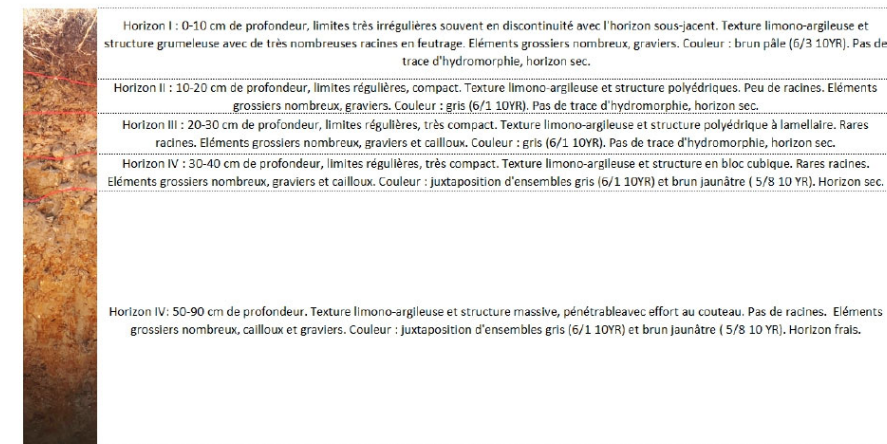 Horizon I : 0-10 cm de profondeur, limites très irrégulières souvent en discontinuité avec l'horizon sous-jacent. Texture limono-argileuse et
structure grumeleuse avec de très nombreuses racines en feutrage. Eléments grossiers nombreux, graviers. Couleur : brun pâle (6/3 10YR). Pas de
trace d'hydromorphie, horizon sec.
Horizon II : 10-20 cm de profondeur, limites régulières, compact. Texture limono-argileuse et structure polyédriques. Peu de racines. Eléments
grossiers nombreux, graviers. Couleur : gris (6/1 10YR). Pas de trace d'hydromorphie, horizon sec.
Horizon III : 20-30 cm de profondeur, limites régulières, très compact. Texture limono-argileuse et structure polyédrique à lamellaire. Rares
racines. Eléments grossiers nombreux, graviers et cailloux. Couleur : gris (6/1 10YR). Pas de trace d'hydromorphie, horizon sec.
Horizon IV : 30-40 cm de profondeur, limites régulières, très compact. Texture limono-argileuse et structure en bloc cubique. Rares racines.
Eléments grossiers nombreux, graviers et cailloux. Couleur : juxtaposition d'ensembles gris (6/1 10YR) et brun jaunâtre ( 5/8 10 YR). Horizon sec.
Horizon IV: 50-90 cm de profondeur. Texture limono-argileuse et structure massive, pénétrableavec effort au couteau. Pas de racines. Eléments
grossiers nombreux, cailloux et graviers. Couleur : juxtaposition d'ensembles gris (6/1 10YR) et brun jaunâtre ( 5/8 10 YR). Horizon frais.